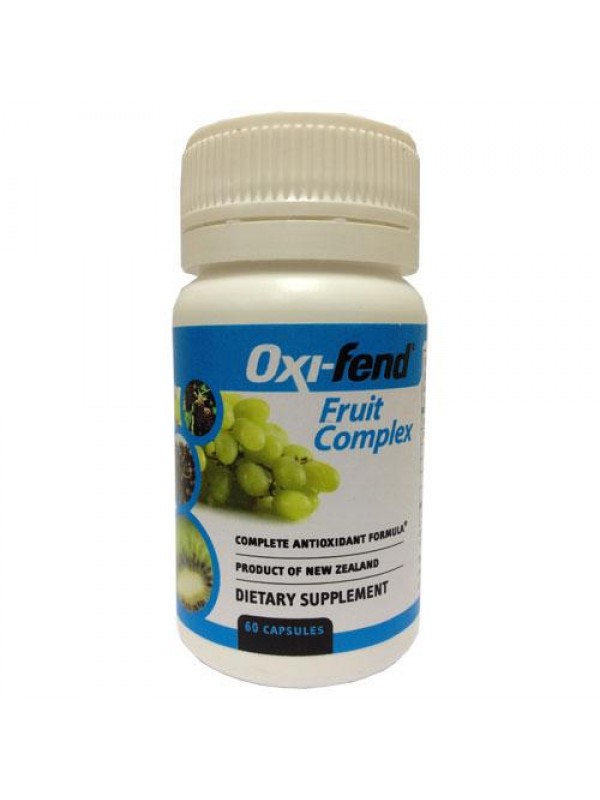 Oxi-fend®
Fruit
Complex
COMPLETE ANTIOXIDANT FORMULA®
PRODUCT OF NEW ZEALAND
DIETARY SUPPLEMENT
60 CAPSULES